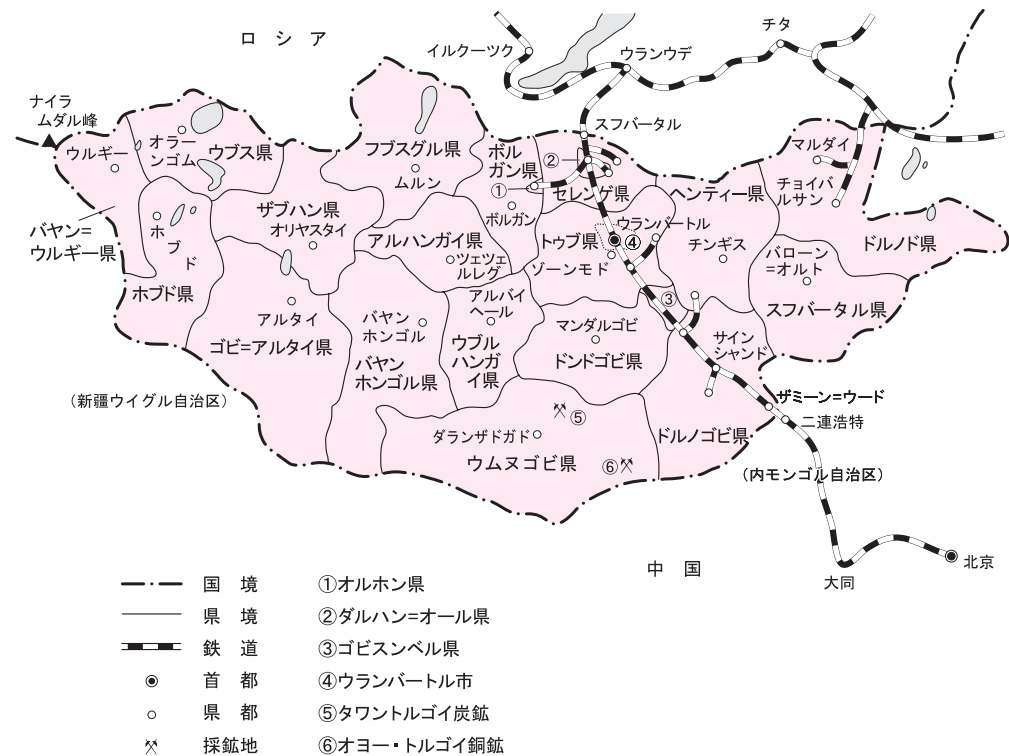 ロシア
イルクーツク
ウランウデ
チタ
ナイラ
ムダル峰
ウルギー
オラー
ンゴム
ウブス県
フブスグル県
ムルン
ボル
ガン県
②
①
スフバータル
セレンゲ県
ヘンティー県
マルダイ
チョイバ
ルサン
バヤン=
ウルギー県
ホブド
ザブハン県
オリヤスタイ
アルハンガイ県
ツェツェ
ルレグ
ボルガン
トゥブ県
ウランバートル
④
ゾーンモド
チンギス
バローン
=オルト
ドルノド県
ホブド県
アルタイ
ゴビ=アルタイ県
バヤン
ホンゴル
バヤン
ホンゴル県
アルバイ
ヘール
ウブル
ハンガ
イ県
マンダルゴビ
ドンドゴビ県
③
サイン
シャンド
スフバータル県
(新疆ウイグル自治区)
⑤
ダランザドガド
ウムヌゴビ県
⑥
ドルノゴビ県
ザミーン=ウード
二連浩特
(内モンゴル自治区)
中国
大同
北京
国境
県境
鉄道
首都
県都
採鉱地
①オルホン県
②ダルハン=オール県
③ゴビスンベル県
④ウランバートル市
⑤タワントルゴイ炭鉱
⑥オヨー・トルゴイ銅鉱